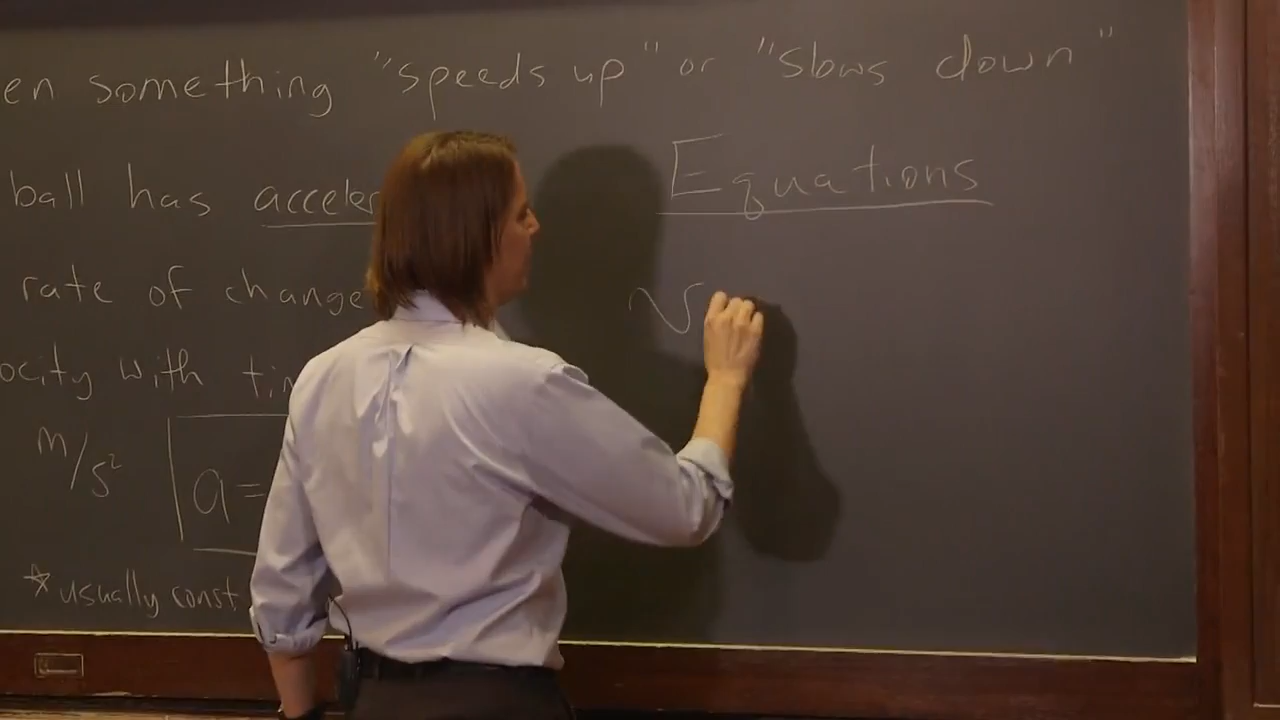 en something "speeds up" or "slows down"
Equations
ball has acceler
rate of change
v
ocity with tim
m/s²
a =
*usually const